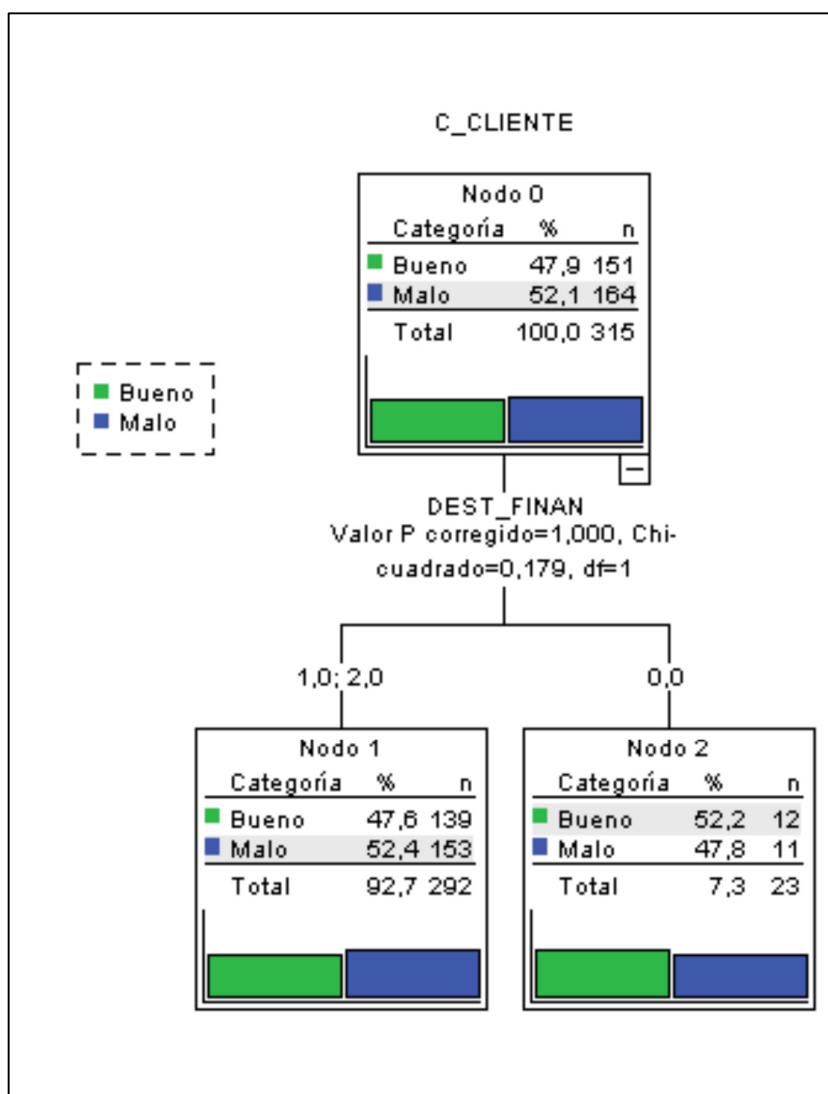 C_CLIENTE
Nodo 0
Categoría % n
Bueno 47,9 151
Malo 52,1 164
Total 100,0 315
Bueno
Malo
DEST_FINAN
Valor P corregido=1,000, Chi-
cuadrado=0,179, df=1
1,0; 2,0
0,0
Nodo 1
Categoría % n
Bueno 47,6 139
Malo 52,4 153
Total 92,7 292
Nodo 2
Categoría % n
Bueno 52,2 12
Malo 47,8 11
Total 7,3 23